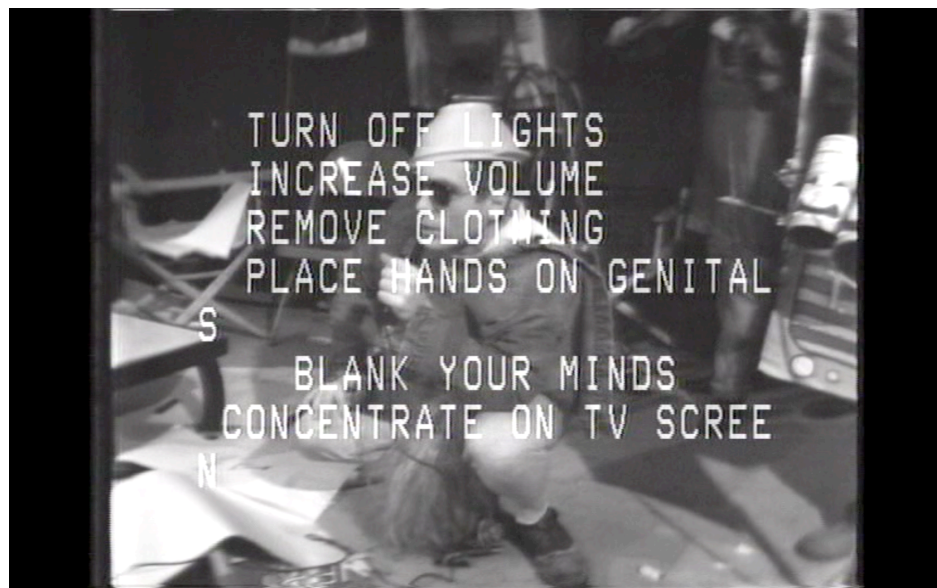 TURN OFF LIGHTS
INCREASE VOLUME
REMOVE CLOTHING
PLACE HANDS ON GENITAL
S
BLANK YOUR MINDS
CONCENTRATE ON TV SCREE
N